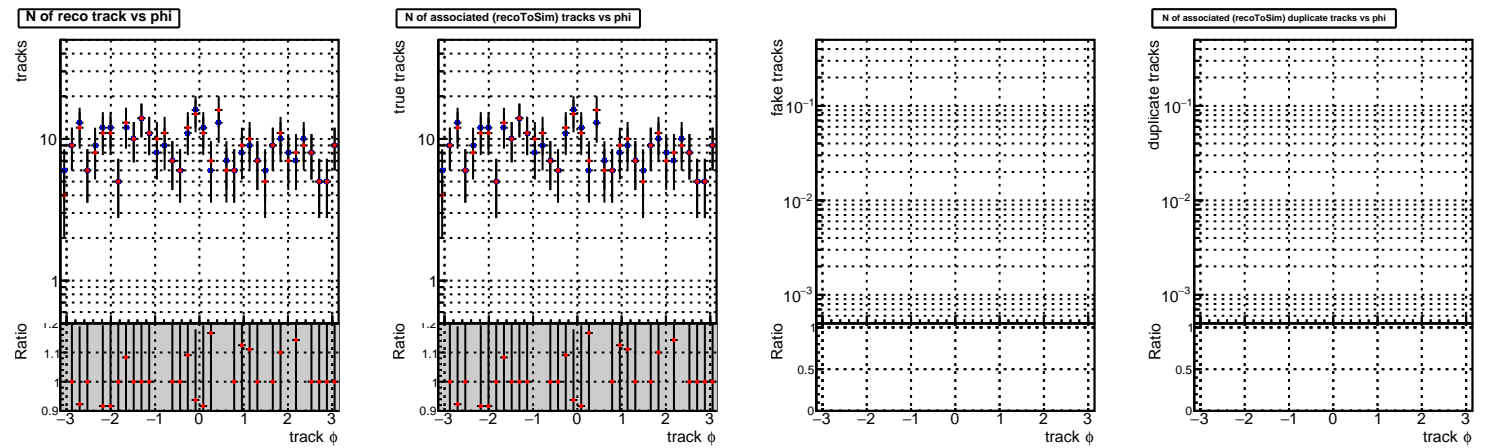 N of reco track vs phi
tracks
10
1
Ratio
1.2
1.1
1
0.9
−3 −2 −1 0 1 2 3
track ϕ
N of associated (recoToSim) tracks vs phi
true tracks
10
1
Ratio
1.2
1.1
1
0.9
−3 −2 −1 0 1 2 3
track ϕ
fake tracks
10−1
10−2
10−3
Ratio
1
0.5
0
−3 −2 −1 0 1 2 3
track ϕ
N of associated (recoToSim) duplicate tracks vs phi
duplicate tracks
10−1
10−2
10−3
Ratio
1
0.5
0
−3 −2 −1 0 1 2 3
track ϕ